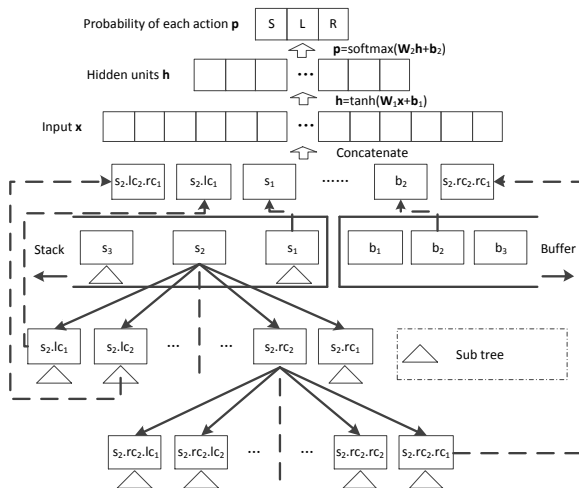 Probability of each action p S L R
p=softmax(W₂h+b₂)
Hidden units h ...
h=tanh(W₁x+b₁)
Input x ...
Concatenate
s₂.lc₂.rc₁ s₂.lc₁ s₁ ...... b₂ s₂.rc₂.rc₁
Stack s₃ s₂ s₁ b₁ b₂ b₃ Buffer
s₂.lc₁ s₂.lc₂ ... ... s₂.rc₂ s₂.rc₁
Sub tree
s₂.rc₂.lc₁ s₂.rc₂.lc₂ ... ... s₂.rc₂.rc₂ s₂.rc₂.rc₁